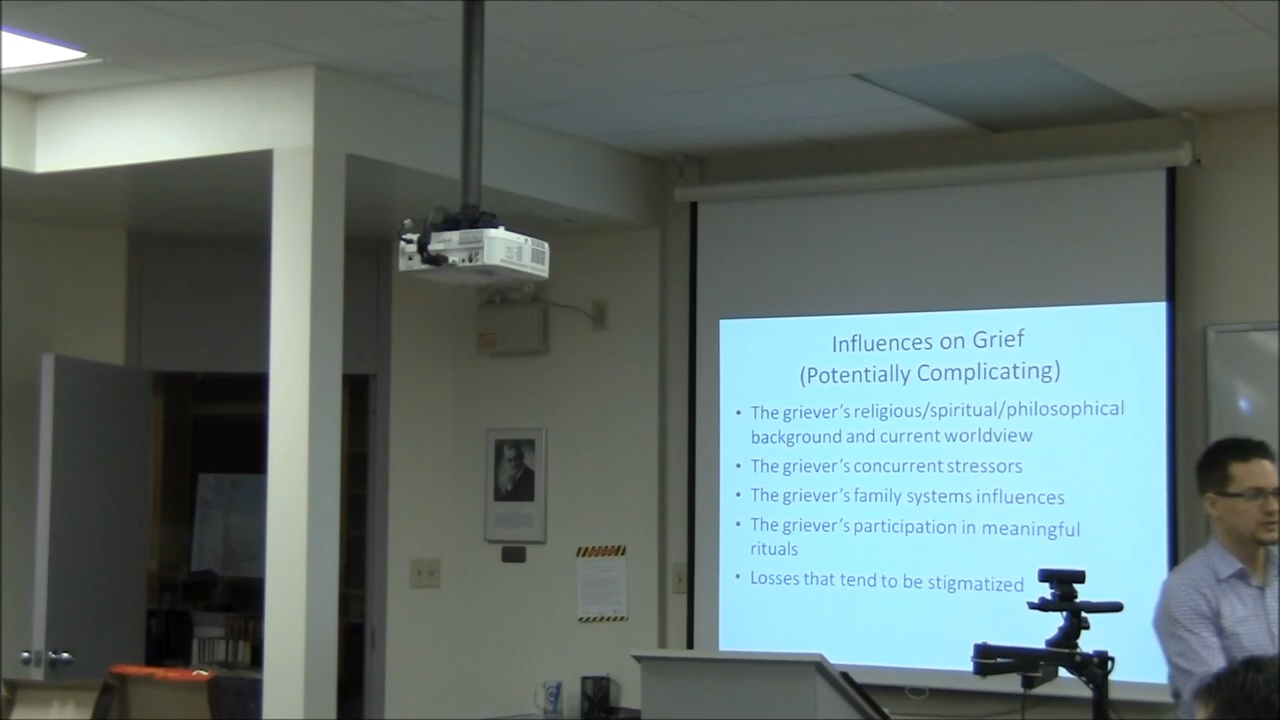 Influences on Grief
(Potentially Complicating)
• The griever's religious/spiritual/philosophical
background and current worldview
• The griever's concurrent stressors
• The griever's family systems influences
• The griever's participation in meaningful
rituals
• Losses that tend to be stigmatized